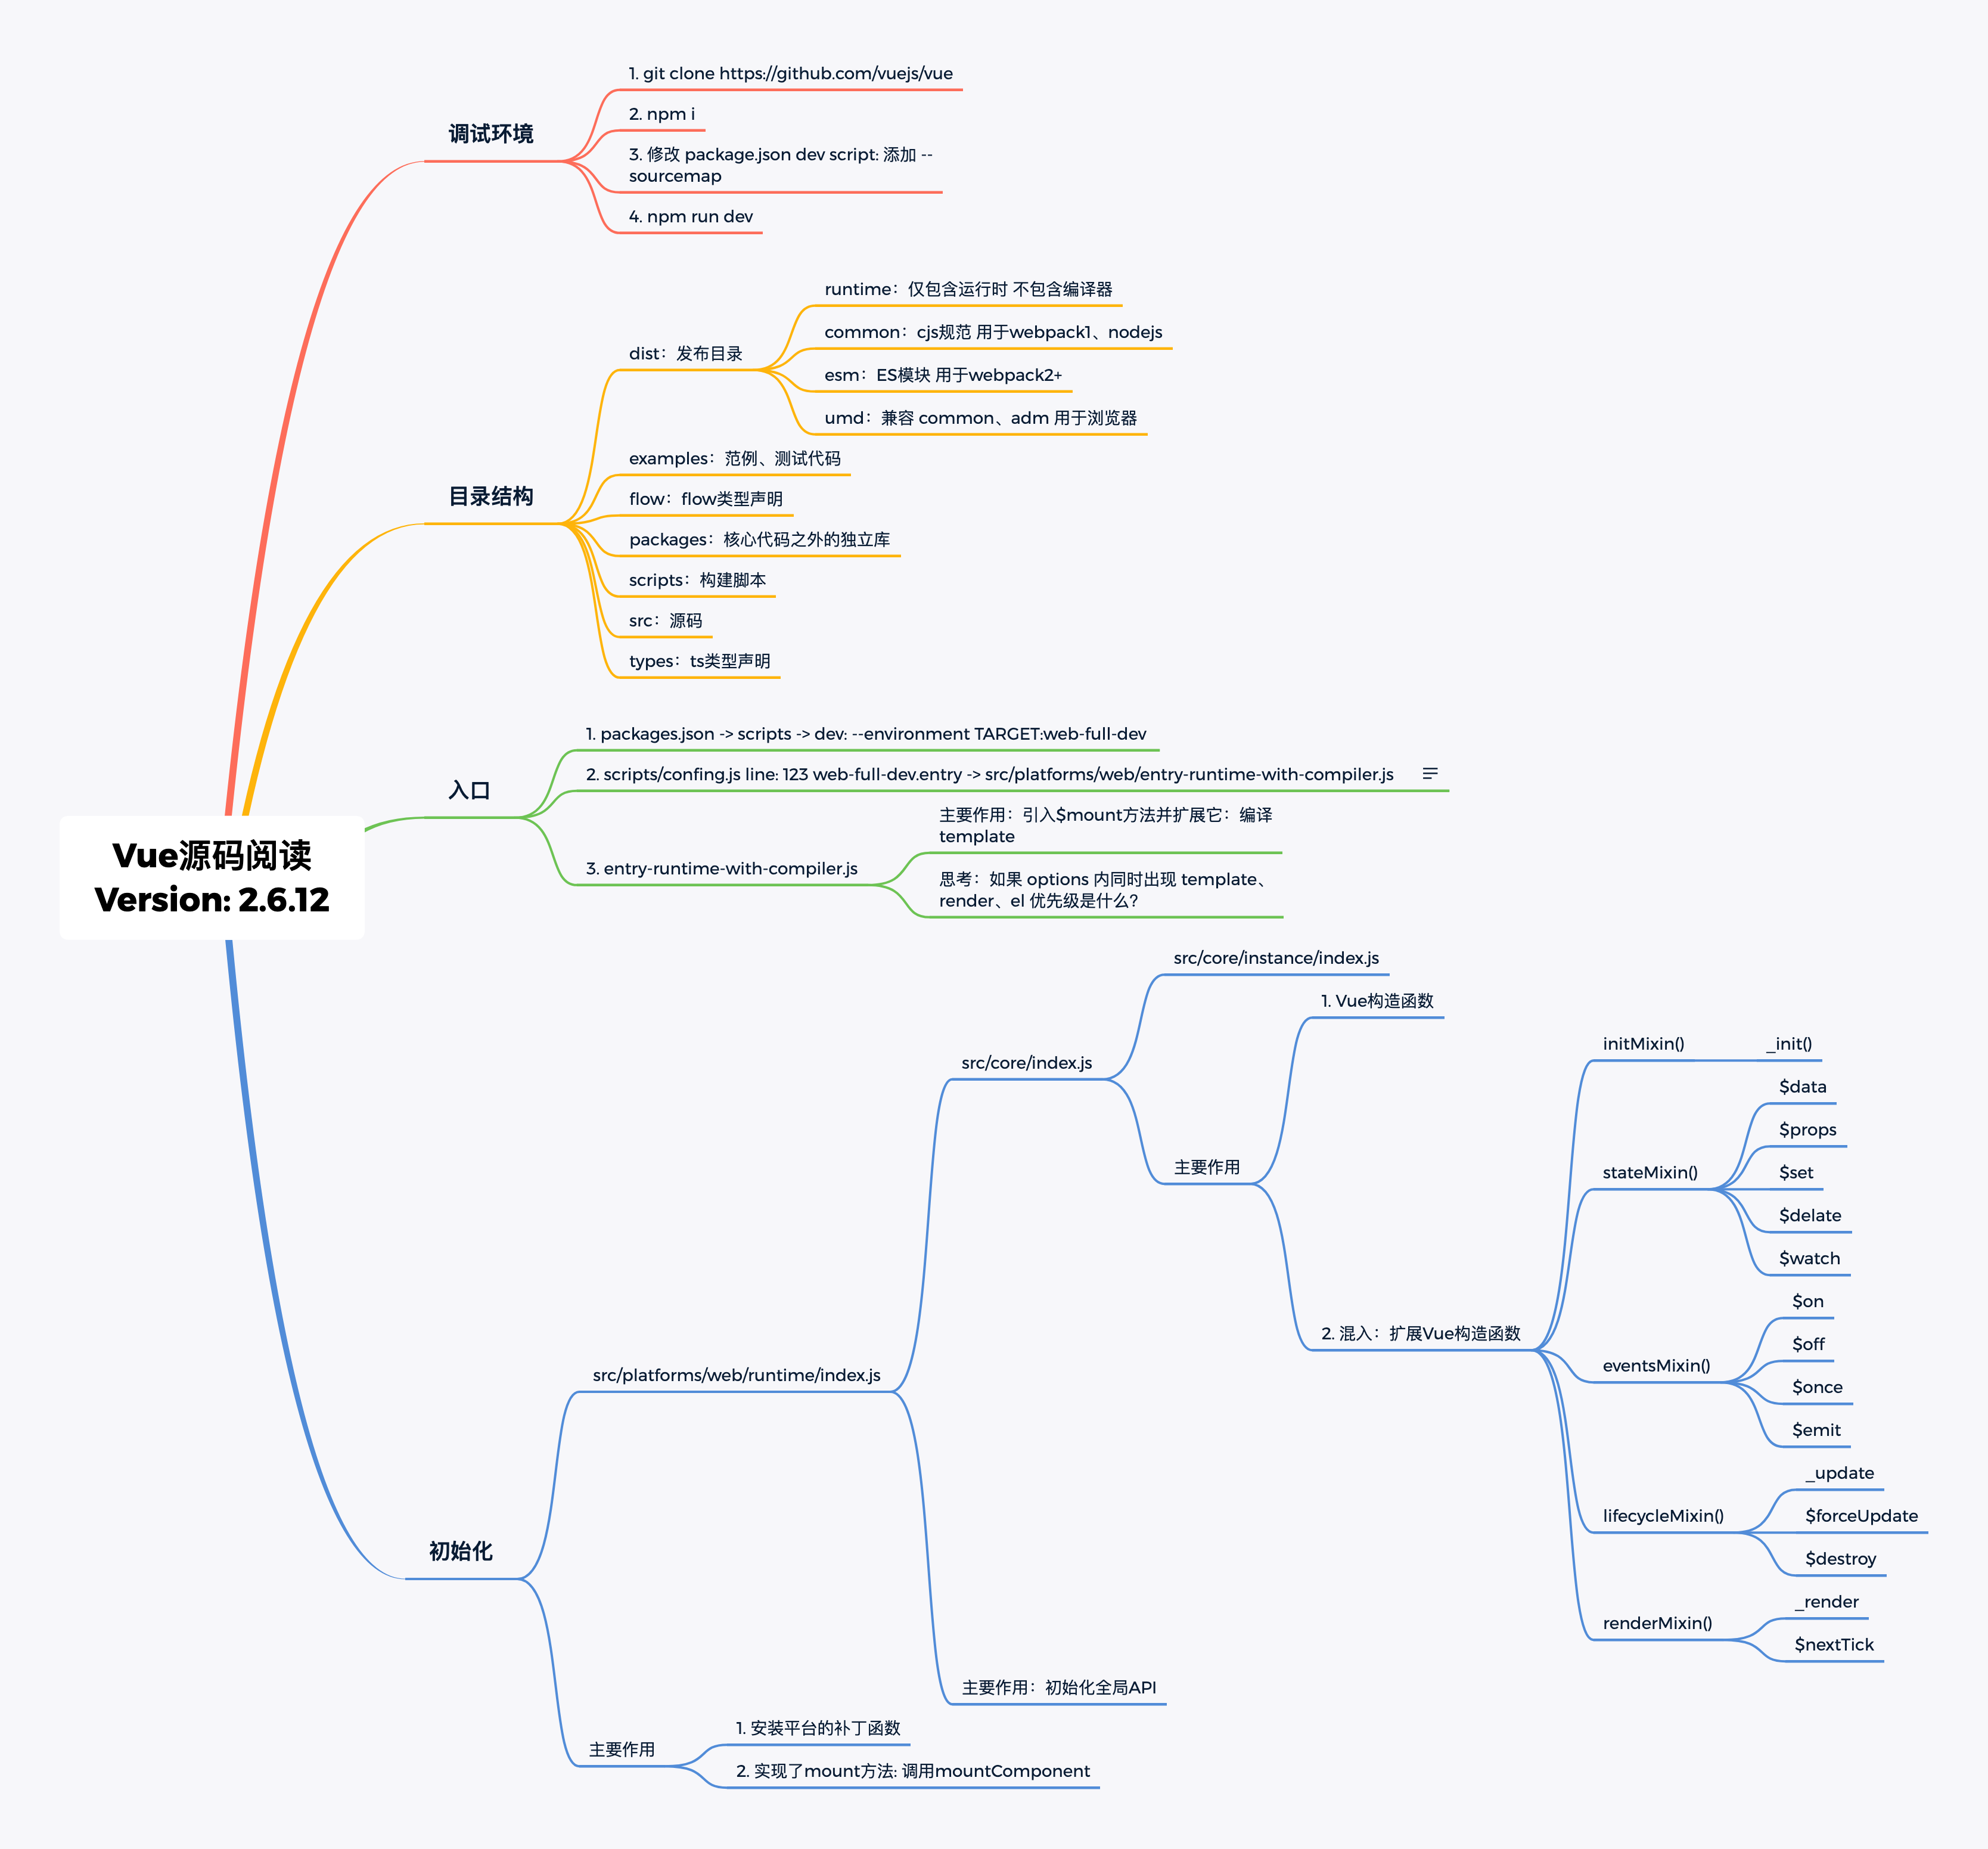 Vue源码阅读
Version: 2.6.12
调试环境
1. git clone https://github.com/vuejs/vue
2. npm i
3. 修改 package.json dev script: 添加 --
sourcemap
4. npm run dev
目录结构
dist：发布目录
runtime：仅包含运行时 不包含编译器
common：cjs规范 用于webpack1、nodejs
esm：ES模块 用于webpack2+
umd：兼容 common、adm 用于浏览器
examples：范例、测试代码
flow：flow类型声明
packages：核心代码之外的独立库
scripts：构建脚本
src：源码
types：ts类型声明
入口
1. packages.json -> scripts -> dev: --environment TARGET:web-full-dev
2. scripts/confing.js line: 123 web-full-dev.entry -> src/platforms/web/entry-runtime-with-compiler.js
3. entry-runtime-with-compiler.js
主要作用：引入$mount方法并扩展它：编译
template
思考：如果 options 内同时出现 template、
render、el 优先级是什么？
初始化
src/platforms/web/runtime/index.js
src/core/index.js
src/core/instance/index.js
主要作用
1. Vue构造函数
2. 混入：扩展Vue构造函数
initMixin()
_init()
stateMixin()
$data
$props
$set
$delate
$watch
eventsMixin()
$on
$off
$once
$emit
lifecycleMixin()
_update
$forceUpdate
$destroy
renderMixin()
_render
$nextTick
主要作用：初始化全局API
主要作用
1. 安装平台的补丁函数
2. 实现了mount方法: 调用mountComponent